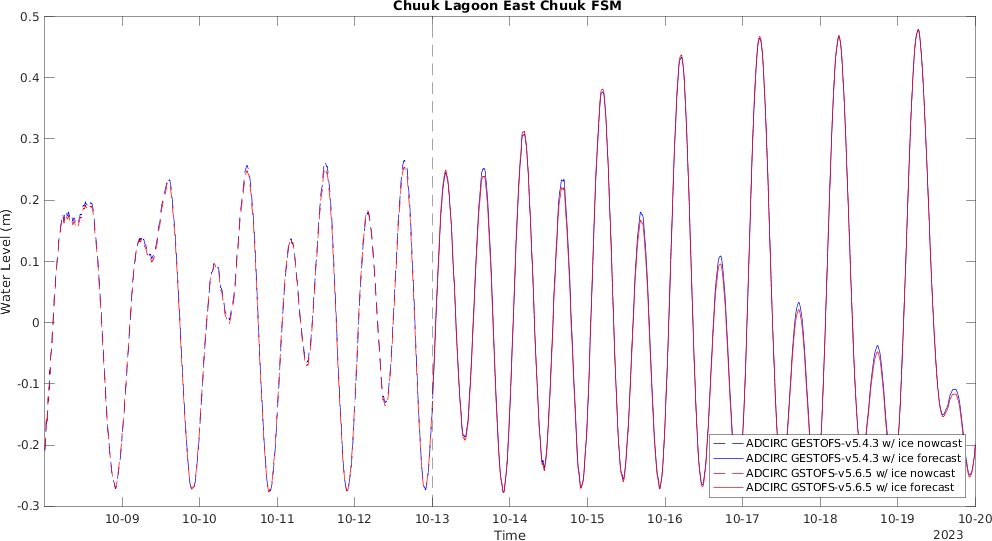 Chuuk Lagoon East Chuuk FSM
0.5
0.4
0.3
0.2
0.1
0
-0.1
-0.2
-0.3
Water Level (m)
ADCIRC GESTOFS-v5.4.3 w/ ice nowcast
ADCIRC GESTOFS-v5.4.3 w/ ice forecast
ADCIRC GSTOFS-v5.6.5 w/ ice nowcast
ADCIRC GSTOFS-v5.6.5 w/ ice forecast
10-09 10-10 10-11 10-12 10-13 10-14 10-15 10-16 10-17 10-18 10-19 10-20
Time
2023